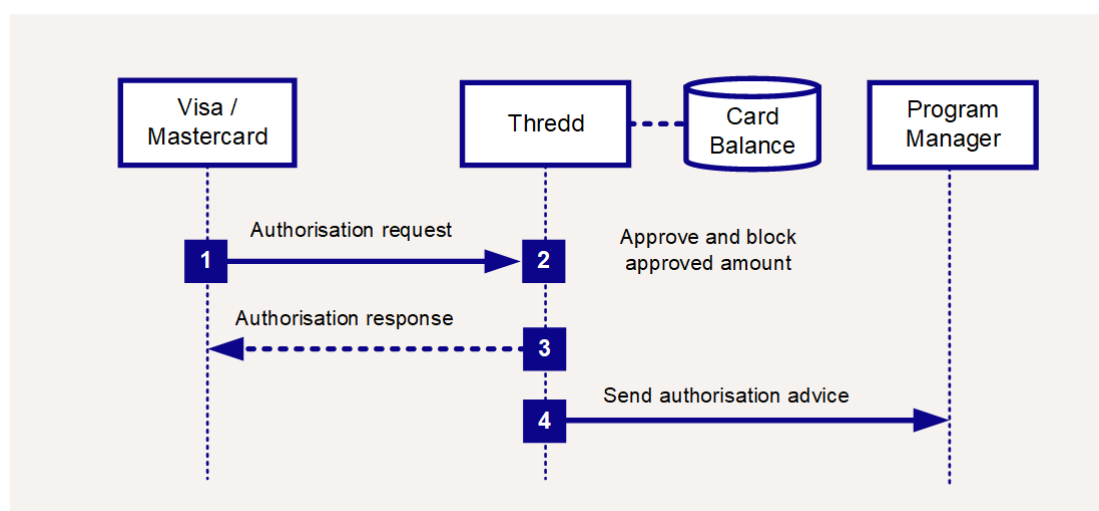 Visa /
Mastercard
Thredd
Card
Balance
Program
Manager
Authorisation request
1
2
Approve and block
approved amount
Authorisation response
3
Send authorisation advice
4